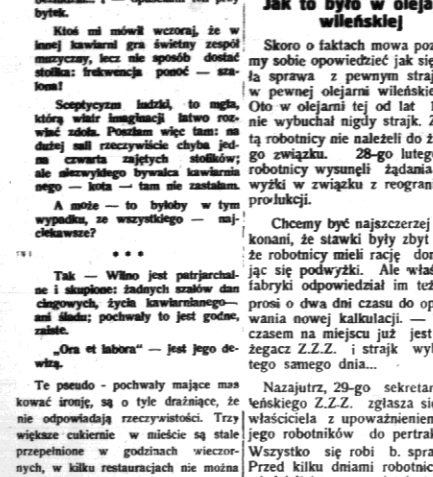 bytek.
Ktoś mi mówił wczoraj, że w
innej kawiarni gra świetny zespół
muzyczny, lecz nie sposób dostać
stolika: frekwencja ponoć — sza-
lona!
Sceptycyzm ludzki, to mgła,
którą wiatr imaginacji łatwo roz-
wiać zdoła. Poszłam więc tam: na
dużej sali rzeczywiście chyba jed-
na czwarta zajętych stolików;
ale niezwykłego bywalca kawiarnia
nego — kota — tam nie zastałam.
A może — to byłoby w tym
wypadku, ze wszystkiego — naj-
ciekawsze?
* * *
Tak — Wilno jest patrjarchal-
ne i skupione: żadnych szałów dan
cingowych, życia kawiarnianego—
ani śladu; pochwały to jest godne,
zaiste.
„Ora et labora“ — jest jego de-
wizą.
Te pseudo - pochwały mające mas
kować ironję, są o tyle drażniące, że
nie odpowiadają rzeczywistości. Trzy
większe cukiernie w mieście są stale
przepełnione w godzinach wieczor-
nych, w kilku restauracjach nie można
Jak to było w oleja
wileńskiej
Skoro o faktach mowa poz
my sobie opowiedzieć jak się
ła sprawa z pewnym straj
w pewnej olejarni wileńskie
Oto w olejarni tej od lat
nie wybuchał nigdy strajk. Z
tą robotnicy nie należeli do ż
go związku. 28-go luteg
robotnicy wysunęli żądania
wyżki w związku z reograni
produkcji.
Chcemy być najszczerzej
konani, że stawki były zbyt
że robotnicy mieli rację dor
jąc się podwyżki. Ale właś
fabryki odpowiedział im też
prosi o dwa dni czasu do op
wania nowej kalkulacji. —
czasem na miejscu już jest
żegacz Z.Z.Z. i strajk wyb
tego samego dnia...
Nazajutrz, 29-go sekretar
leńskiego Z.Z.Z. zgłasza się
właściciela z upoważnieniem
jego robotników do pertrak
Wszystko się robi b. spra
Przed kilku dniami robotnic